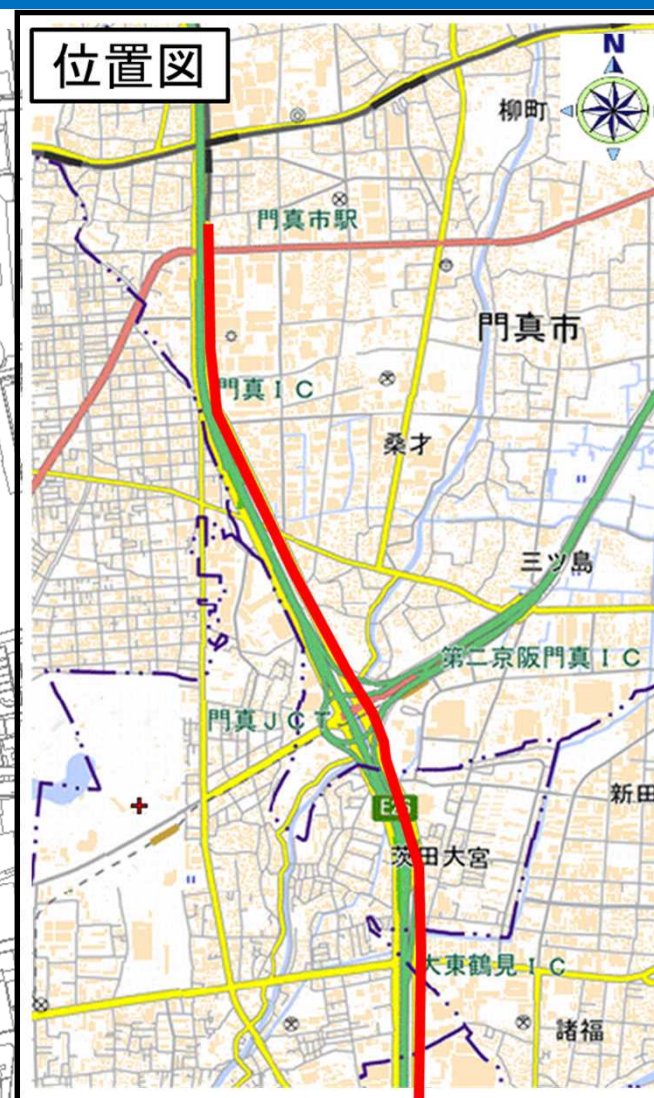 位置図
N
柳町
門真市駅
門真市
門真IC
桑才
三ツ島
第二京阪門真IC
門真JCT
新田
E26
茨田大宮
大東鶴見IC
諸福